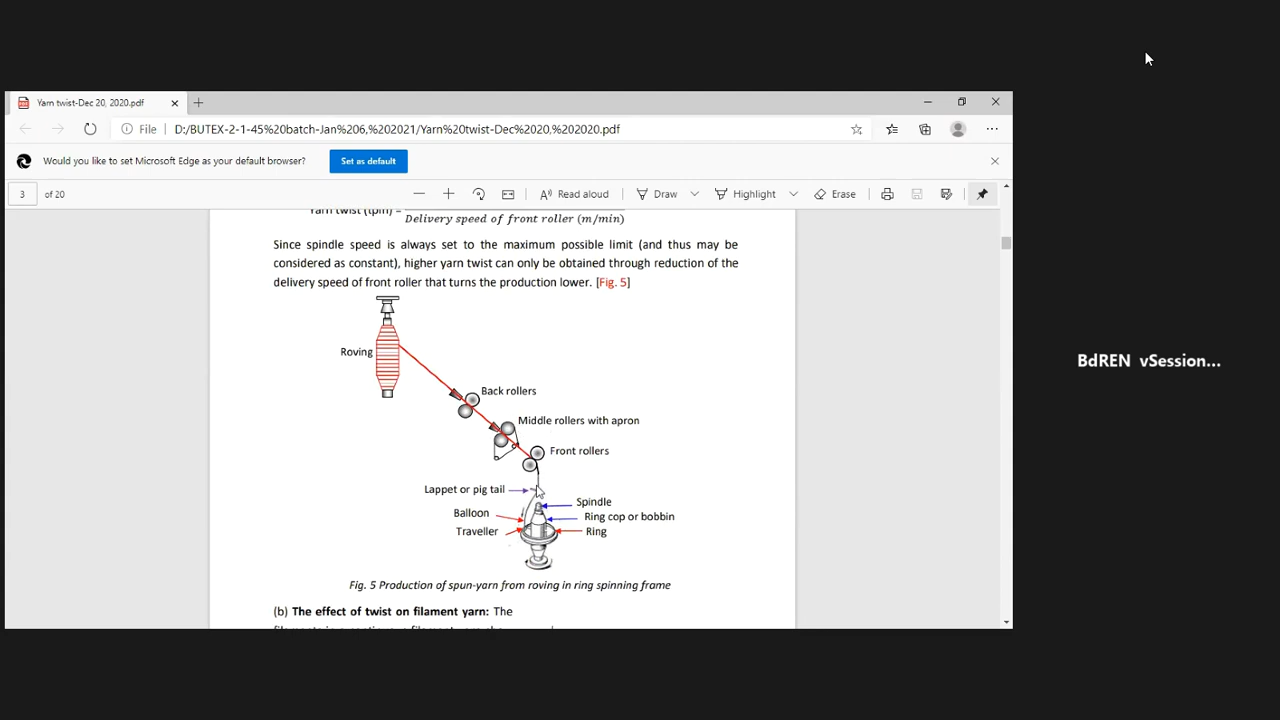 Yarn twist-Dec 20, 2020.pdf
File D:/BUTEX-2-1-45%20batch-Jan%206,%202021/Yarn%20twist-Dec%2020,%202020.pdf
Would you like to set Microsoft Edge as your default browser? Set as default
3 of 20 Read aloud Draw Highlight Erase
Yarn twist (tpm) =
Delivery speed of front roller (m/min)
Since spindle speed is always set to the maximum possible limit (and thus may be
considered as constant), higher yarn twist can only be obtained through reduction of the
delivery speed of front roller that turns the production lower. [Fig. 5]
Roving
Back rollers
Middle rollers with apron
Front rollers
Lappet or pig tail
Spindle
Balloon
Ring cop or bobbin
Traveller
Ring
Fig. 5 Production of spun-yarn from roving in ring spinning frame
(b) The effect of twist on filament yarn: The
BdREN vSession...